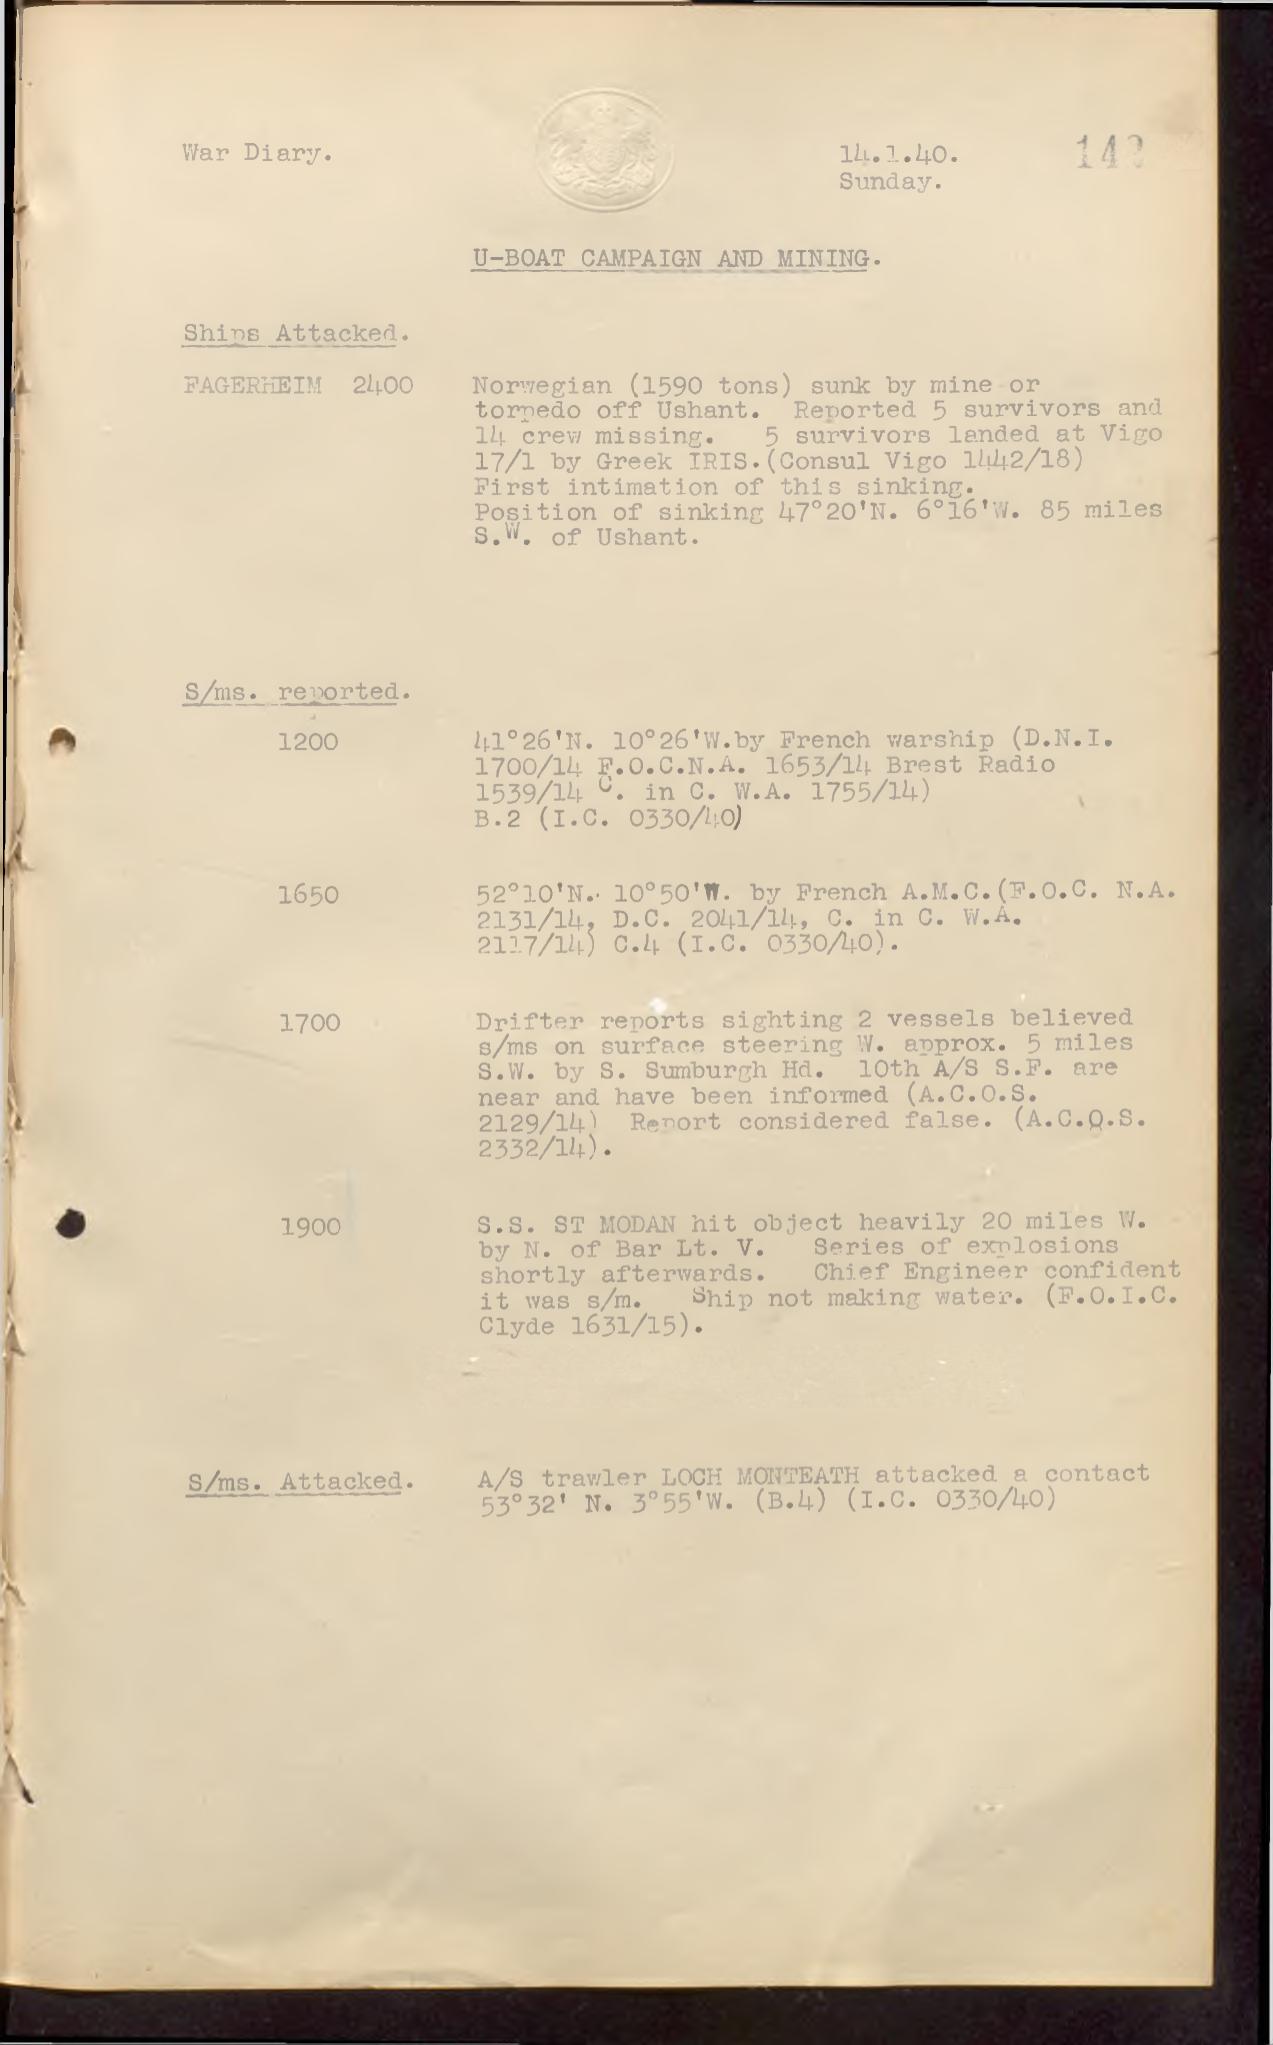 War Diary.
14.1.40.
Sunday.
U-BOAT CAMPAIGN AND MINING.
Ships Attacked.
FAGERHEIM 2400 Norwegian (1590 tons) sunk by mine or
torpedo off Ushant. Reported 5 survivors and
14 crew missing. 5 survivors landed at Vigo
17/1 by Greek IRIS.(Consul Vigo 1442/18)
First intimation of this sinking.
Position of sinking 47°20'N. 6°16'W. 85 miles
S.W. of Ushant.
S/ms. reported.
1200 41°26'N. 10°26'W.by French warship (D.N.I.
1700/14 F.O.C.N.A. 1653/14 Brest Radio
1539/14 C. in C. W.A. 1755/14)
B.2 (I.C. 0330/40)
1650 52°10'N. 10°50'W. by French A.M.C.(F.O.C. N.A.
2131/14, D.C. 2041/14, C. in C. W.A.
2117/14) C.4 (I.C. 0330/40).
1700 Drifter reports sighting 2 vessels believed
s/ms on surface steering W. approx. 5 miles
S.W. by S. Sumburgh Hd. 10th A/S S.F. are
near and have been informed (A.C.O.S.
2129/14) Report considered false. (A.C.O.S.
2332/14).
1900 S.S. ST MODAN hit object heavily 20 miles W.
by N. of Bar Lt. V. Series of explosions
shortly afterwards. Chief Engineer confident
it was s/m. Ship not making water. (F.O.I.C.
Clyde 1631/15).
S/ms. Attacked. A/S trawler LOCH MONTEATH attacked a contact
53°32' N. 3°55'W. (B.4) (I.C. 0330/40)